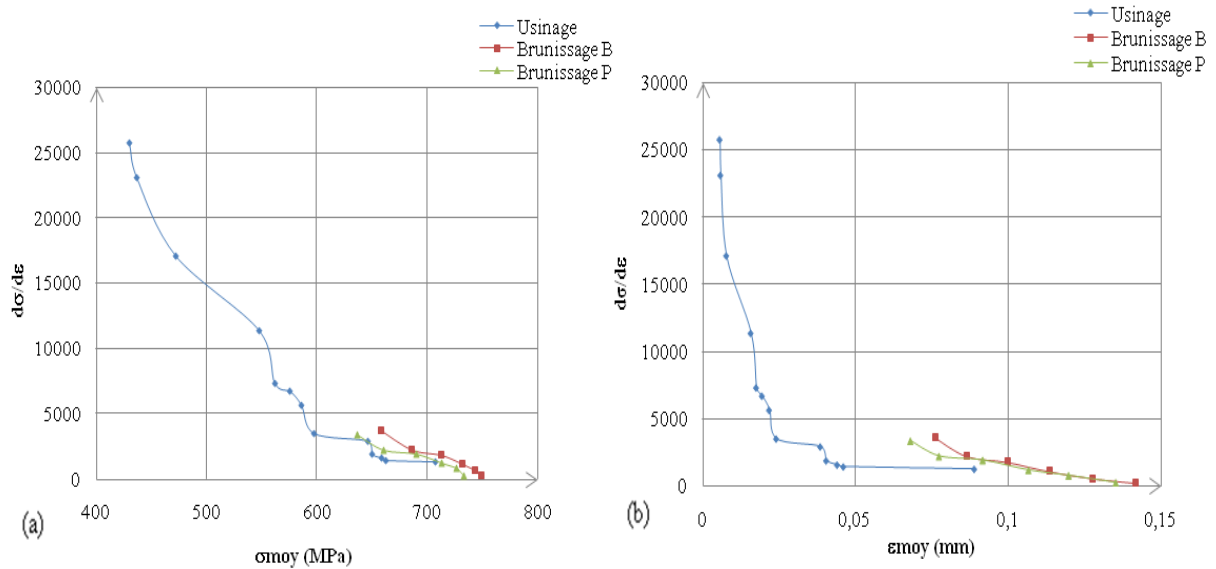 Usinage
Brunissage B
Brunissage P
30000
25000
20000
15000
10000
5000
0
dσ/dε
400 500 600 700 800
(a)
σmoy (MPa)
Usinage
Brunissage B
Brunissage P
30000
25000
20000
15000
10000
5000
0
dσ/dε
0 0,05 0,1 0,15
(b)
εmoy (mm)